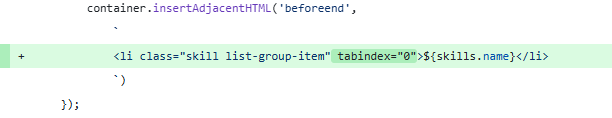 container.insertAdjacentHTML('beforeend',
`
+ <li class="skill list-group-item" tabindex="0">${skills.name}</li>
`)
});